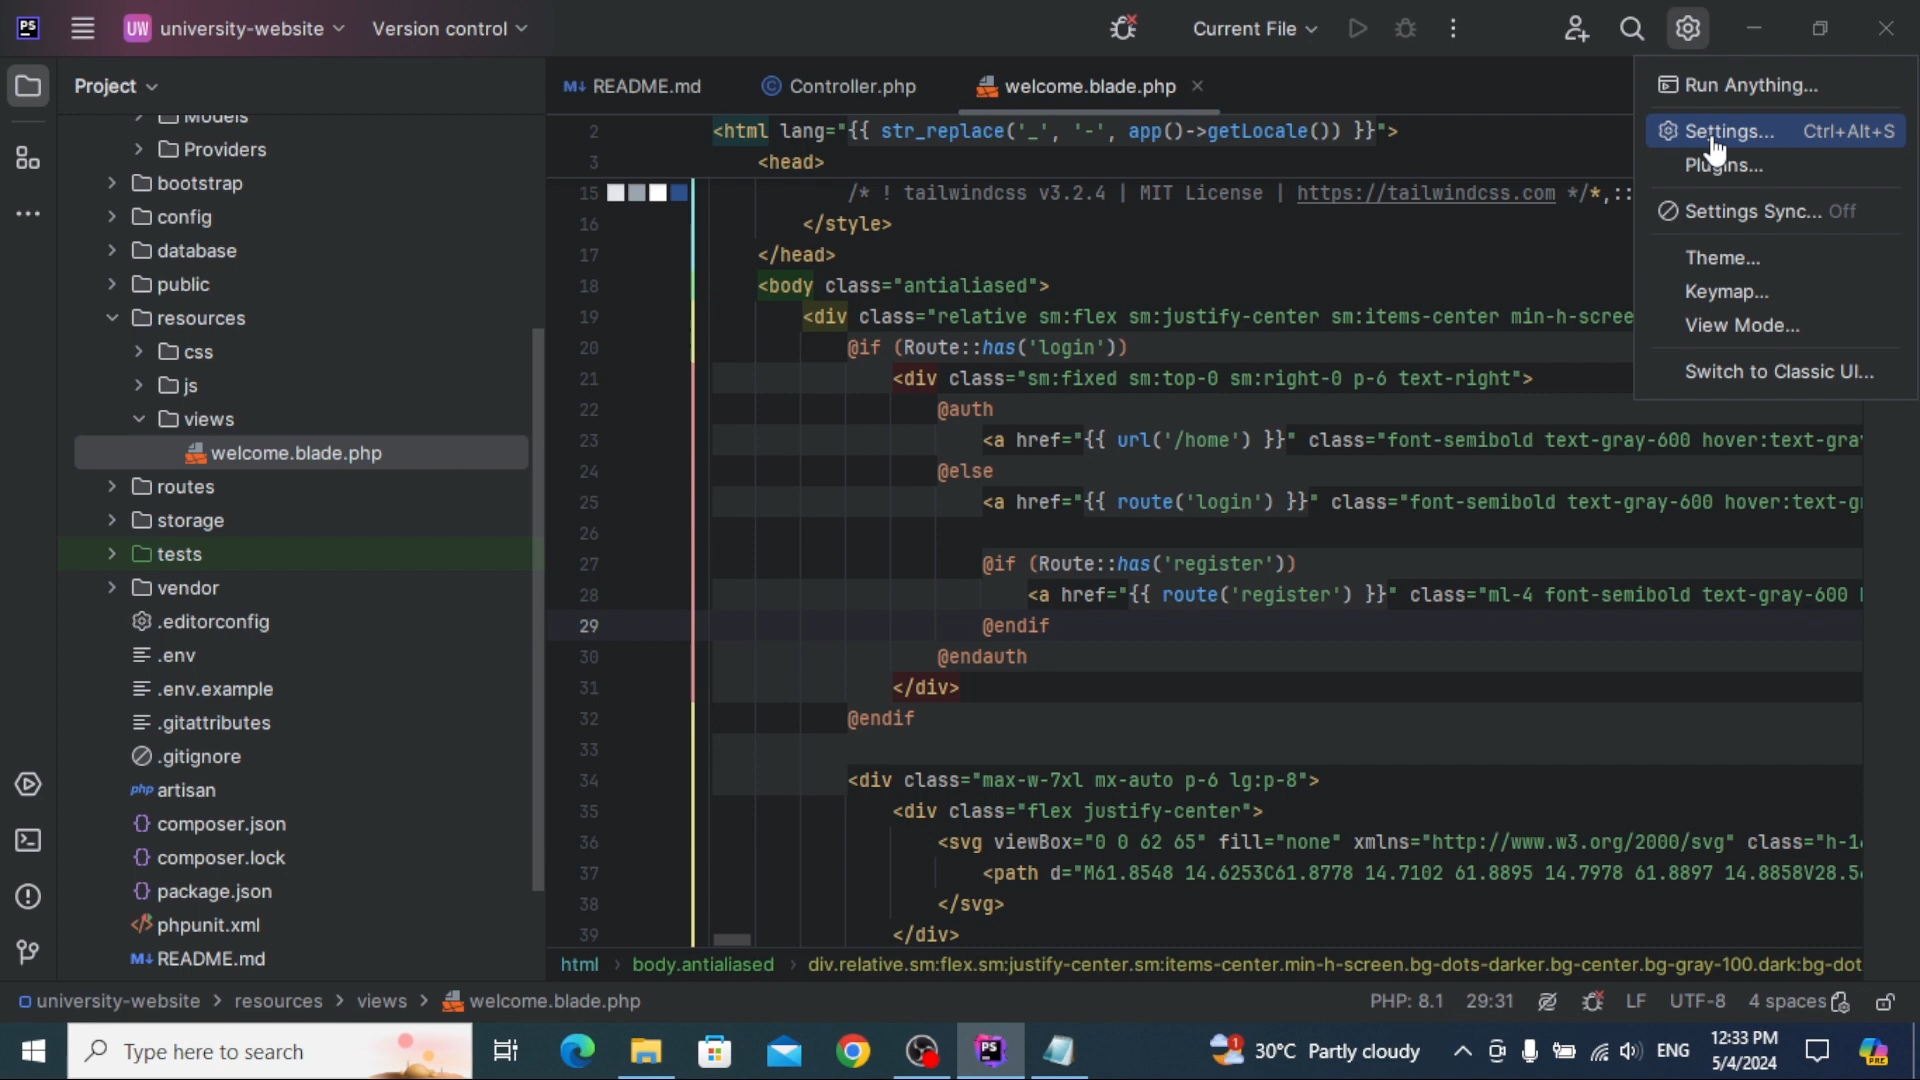 PS UW university-website Version control Current File
Project
README.md Controller.php welcome.blade.php
Models
Providers
bootstrap
config
database
public
resources
css
js
views
welcome.blade.php
routes
storage
tests
vendor
.editorconfig
.env
.env.example
.gitattributes
.gitignore
php artisan
composer.json
composer.lock
package.json
phpunit.xml
README.md
2 <html lang="{{ str_replace('_', '-', app()->getLocale()) }}">
3 <head>
15 /* ! tailwindcss v3.2.4 | MIT License | https://tailwindcss.com */*,::
16 </style>
17 </head>
18 <body class="antialiased">
19 <div class="relative sm:flex sm:justify-center sm:items-center min-h-scree
20 @if (Route::has('login'))
21 <div class="sm:fixed sm:top-0 sm:right-0 p-6 text-right">
22 @auth
23 <a href="{{ url('/home') }}" class="font-semibold text-gray-600 hover:text-gra
24 @else
25 <a href="{{ route('login') }}" class="font-semibold text-gray-600 hover:text-g
26
27 @if (Route::has('register'))
28 <a href="{{ route('register') }}" class="ml-4 font-semibold text-gray-600
29 @endif
30 @endauth
31 </div>
32 @endif
33
34 <div class="max-w-7xl mx-auto p-6 lg:p-8">
35 <div class="flex justify-center">
36 <svg viewBox="0 0 62 65" fill="none" xmlns="http://www.w3.org/2000/svg" class="h-1
37 <path d="M61.8548 14.6253C61.8778 14.7102 61.8895 14.7978 61.8897 14.8858V28.5
38 </svg>
39 </div>
Run Anything...
Settings... Ctrl+Alt+S
Plugins...
Settings Sync... Off
Theme...
Keymap...
View Mode...
Switch to Classic UI...
html › body.antialiased › div.relative.sm:flex.sm:justify-center.sm:items-center.min-h-screen.bg-dots-darker.bg-center.bg-gray-100.dark:bg-dot
university-website › resources › views › welcome.blade.php PHP: 8.1 29:31 LF UTF-8 4 spaces
Type here to search 30°C Partly cloudy ENG 12:33 PM
5/4/2024